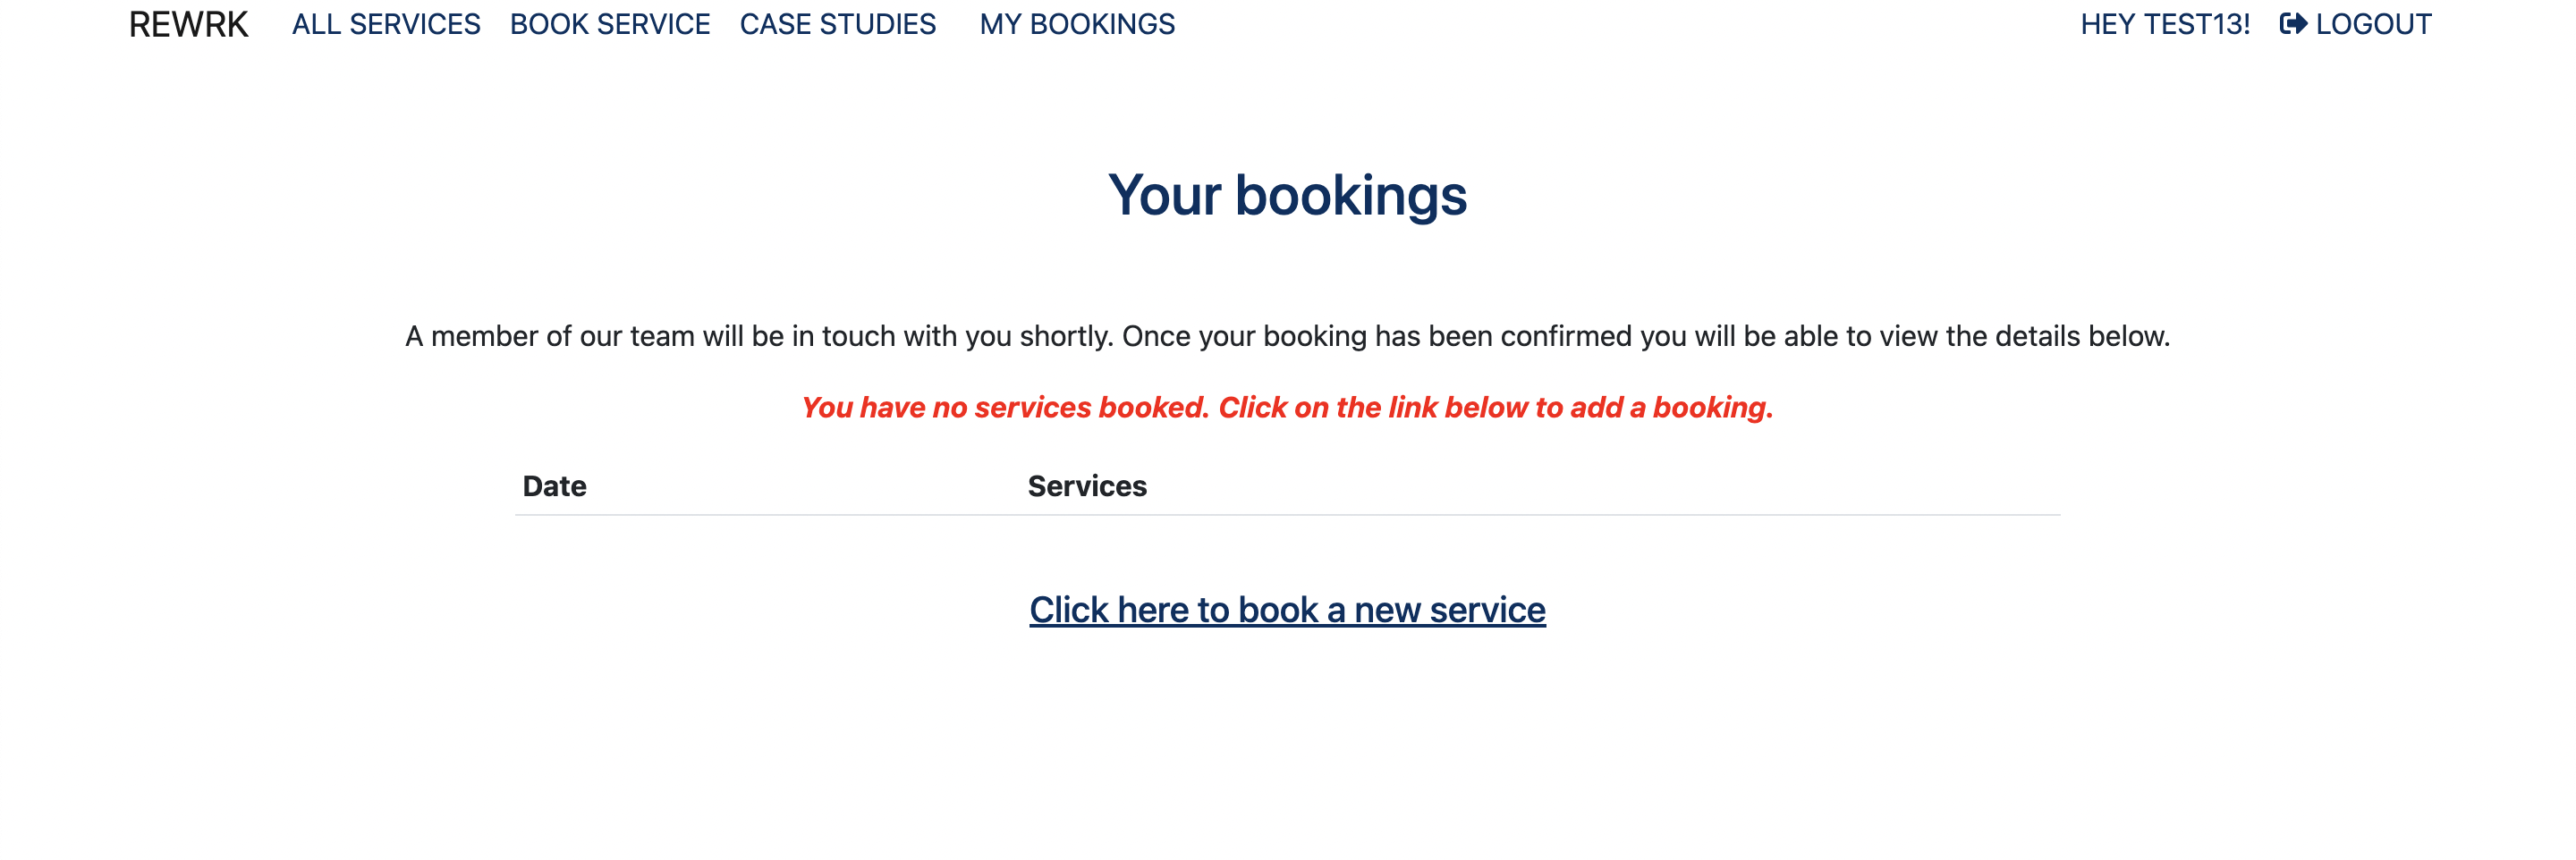 REWRK ALL SERVICES BOOK SERVICE CASE STUDIES MY BOOKINGS HEY TEST13! LOGOUT
Your bookings
A member of our team will be in touch with you shortly. Once your booking has been confirmed you will be able to view the details below.
You have no services booked. Click on the link below to add a booking.
Date Services
Click here to book a new service